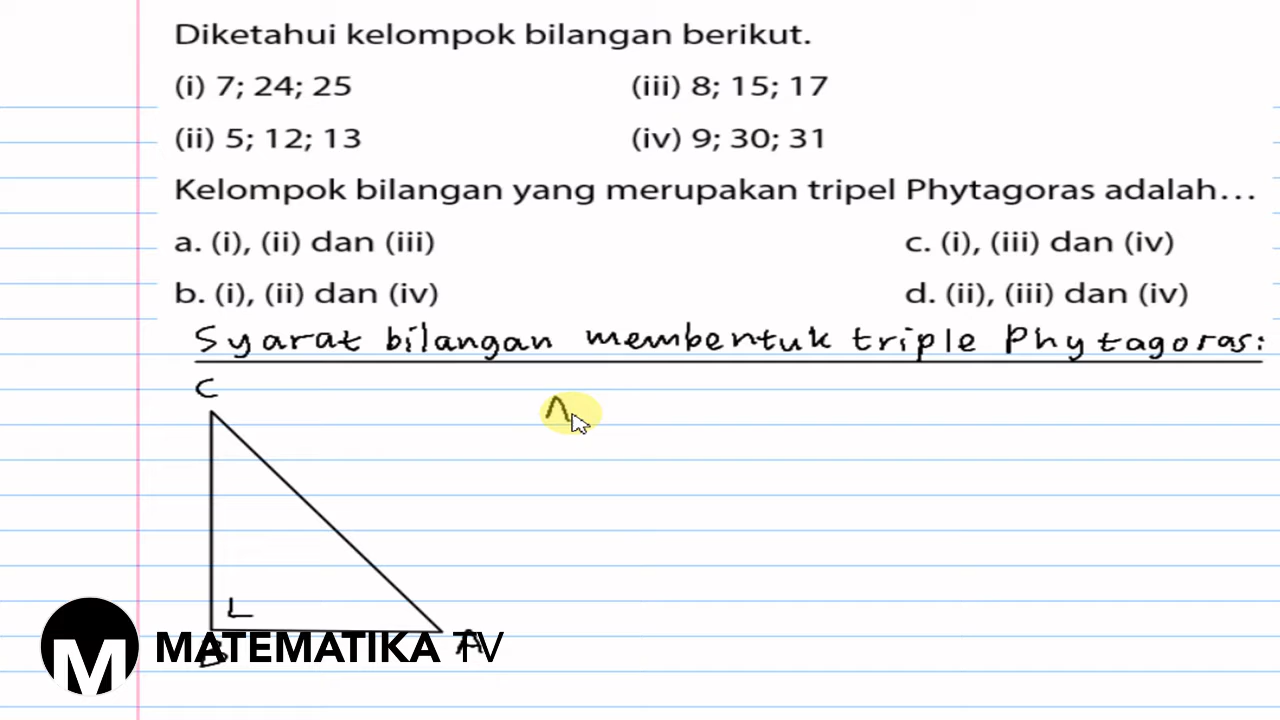 Diketahui kelompok bilangan berikut.
(i) 7; 24; 25
(iii) 8; 15; 17
(ii) 5; 12; 13
(iv) 9; 30; 31
Kelompok bilangan yang merupakan tripel Phytagoras adalah...
a. (i), (ii) dan (iii)
c. (i), (iii) dan (iv)
b. (i), (ii) dan (iv)
d. (ii), (iii) dan (iv)
Syarat bilangan membentuk triple Phytagoras:
C
B
A
M MATEMATIKA TV